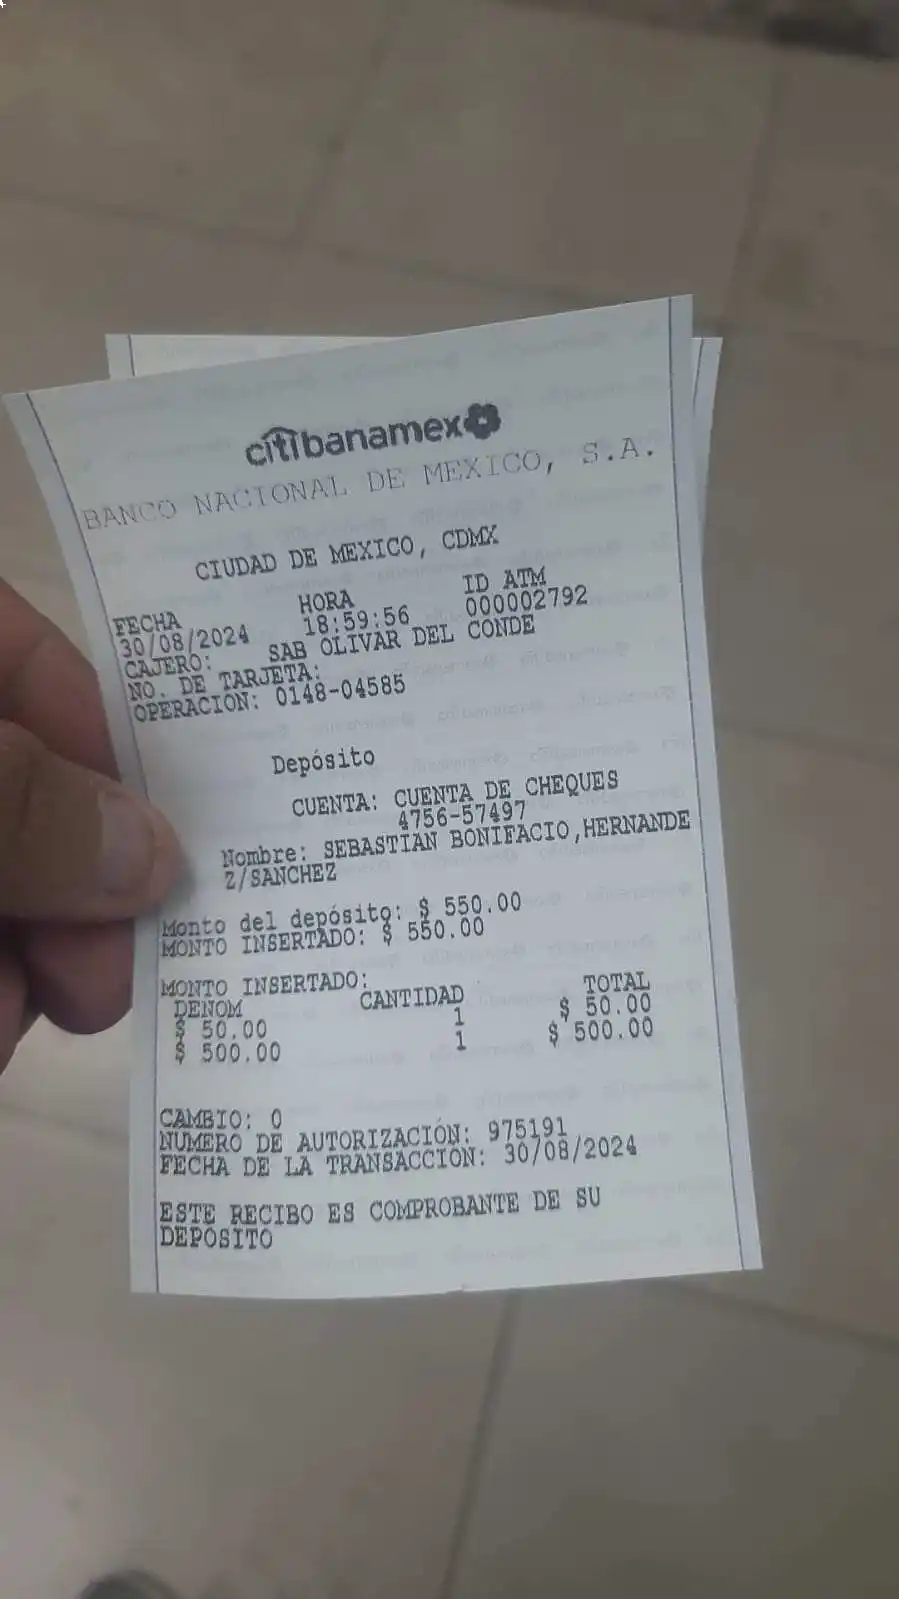 citibanamex
BANCO NACIONAL DE MEXICO, S.A.
CIUDAD DE MEXICO, CDMX
FECHA HORA ID ATM
30/08/2024 18:59:56 000002792
CAJERO: SAB OLIVAR DEL CONDE
NO. DE TARJETA:
OPERACION: 0148-04585
Depósito
CUENTA: CUENTA DE CHEQUES
4756-57497
Nombre: SEBASTIAN BONIFACIO,HERNANDE
Z/SANCHEZ
Monto del depósito: $ 550.00
MONTO INSERTADO: $ 550.00
MONTO INSERTADO:
DENOM CANTIDAD TOTAL
$ 50.00 1 $ 50.00
$ 500.00 1 $ 500.00
CAMBIO: 0
NUMERO DE AUTORIZACIÓN: 975191
FECHA DE LA TRANSACCION: 30/08/2024
ESTE RECIBO ES COMPROBANTE DE SU
DEPÓSITO